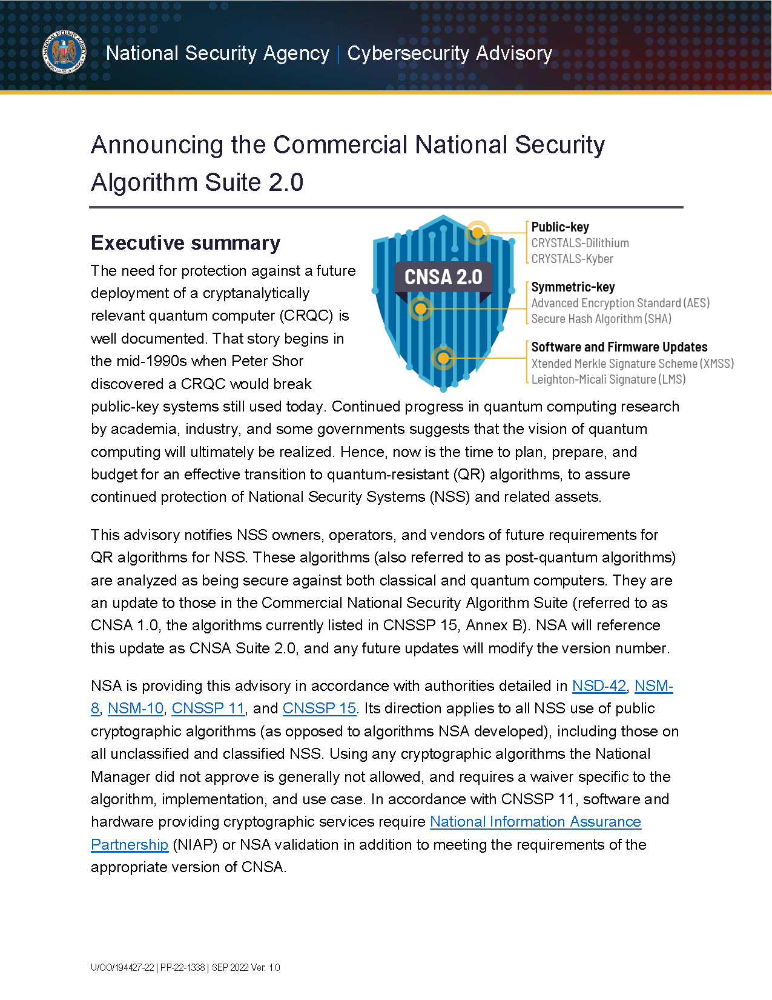 National Security Agency | Cybersecurity Advisory
Announcing the Commercial National Security
Algorithm Suite 2.0
Executive summary
The need for protection against a future
deployment of a cryptanalytically
relevant quantum computer (CRQC) is
well documented. That story begins in
the mid-1990s when Peter Shor
discovered a CRQC would break
CNSA 2.0
Public-key
CRYSTALS-Dilithium
CRYSTALS-Kyber
Symmetric-key
Advanced Encryption Standard (AES)
Secure Hash Algorithm (SHA)
Software and Firmware Updates
Xtended Merkle Signature Scheme (XMSS)
Leighton-Micali Signature (LMS)
public-key systems still used today. Continued progress in quantum computing research
by academia, industry, and some governments suggests that the vision of quantum
computing will ultimately be realized. Hence, now is the time to plan, prepare, and
budget for an effective transition to quantum-resistant (QR) algorithms, to assure
continued protection of National Security Systems (NSS) and related assets.
This advisory notifies NSS owners, operators, and vendors of future requirements for
QR algorithms for NSS. These algorithms (also referred to as post-quantum algorithms)
are analyzed as being secure against both classical and quantum computers. They are
an update to those in the Commercial National Security Algorithm Suite (referred to as
CNSA 1.0, the algorithms currently listed in CNSSP 15, Annex B). NSA will reference
this update as CNSA Suite 2.0, and any future updates will modify the version number.
NSA is providing this advisory in accordance with authorities detailed in NSD-42, NSM-
8, NSM-10, CNSSP 11, and CNSSP 15. Its direction applies to all NSS use of public
cryptographic algorithms (as opposed to algorithms NSA developed), including those on
all unclassified and classified NSS. Using any cryptographic algorithms the National
Manager did not approve is generally not allowed, and requires a waiver specific to the
algorithm, implementation, and use case. In accordance with CNSSP 11, software and
hardware providing cryptographic services require National Information Assurance
Partnership (NIAP) or NSA validation in addition to meeting the requirements of the
appropriate version of CNSA.
U/OO/194427-22 | PP-22-1338 | SEP 2022 Ver. 1.0